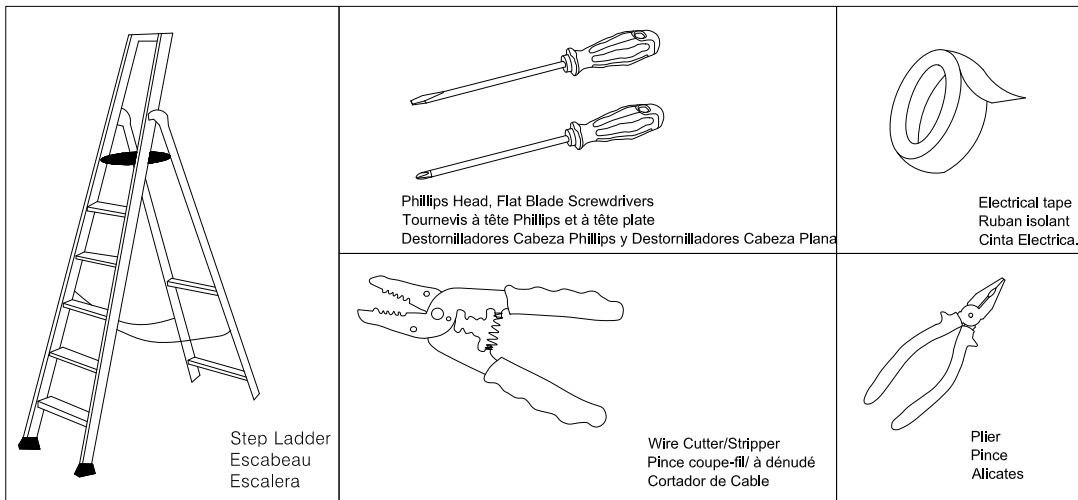 Step Ladder
Escabeau
Escalera
Phillips Head, Flat Blade Screwdrivers
Tournevis à tête Phillips et à tête plate
Destornilladores Cabeza Phillips y Destornilladores Cabeza Plana
Electrical tape
Ruban isolant
Cinta Electrica.
Wire Cutter/Stripper
Pince coupe-fil/ à dénudé
Cortador de Cable
Plier
Pince
Alicates